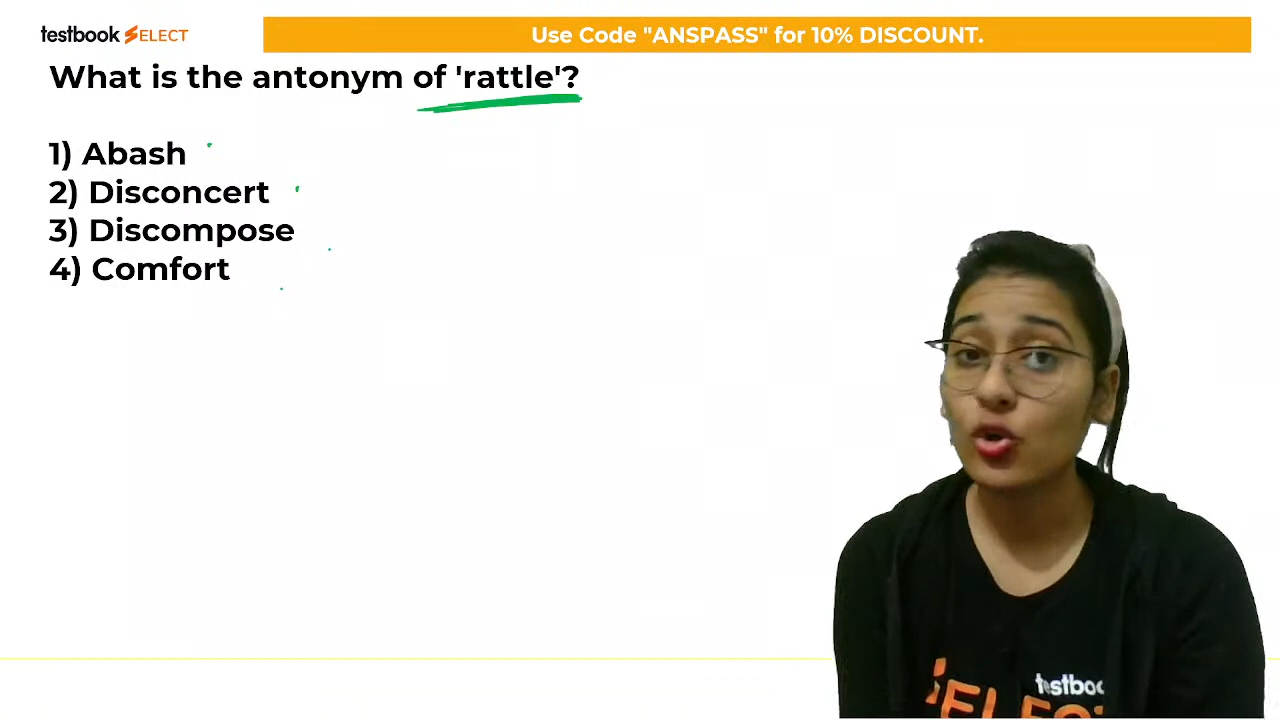 testbook SELECT
Use Code "ANSPASS" for 10% DISCOUNT.
What is the antonym of 'rattle'?
1) Abash
2) Disconcert
3) Discompose
4) Comfort
testboo
SELECT